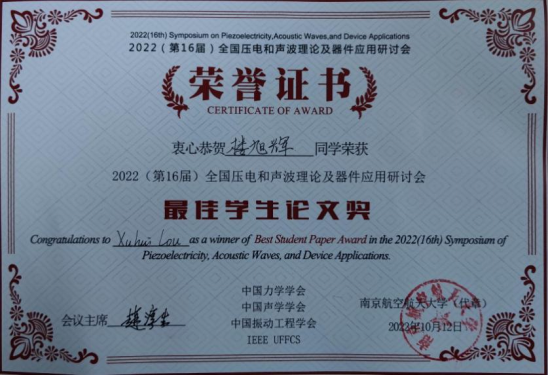 2022(16th) Symposium on Piezoelectricity,Acoustic Waves,and Device Applications
2022（第16届）全国压电和声波理论及器件应用研讨会
荣誉证书
CERTIFICATE OF AWARD
衷心恭贺 楼旭辉 同学荣获
2022（第16届）全国压电和声波理论及器件应用研讨会
最佳学生论文奖
Congratulations to Xuhui Lou as a winner of Best Student Paper Award in the 2022(16th) Symposium of
Piezoelectricity, Acoustic Waves, and Device Applications.
中国力学学会
中国声学学会
中国振动工程学会
IEEE UFFCS
会议主席
南京航空航天大学（代章）
2023年10月12日